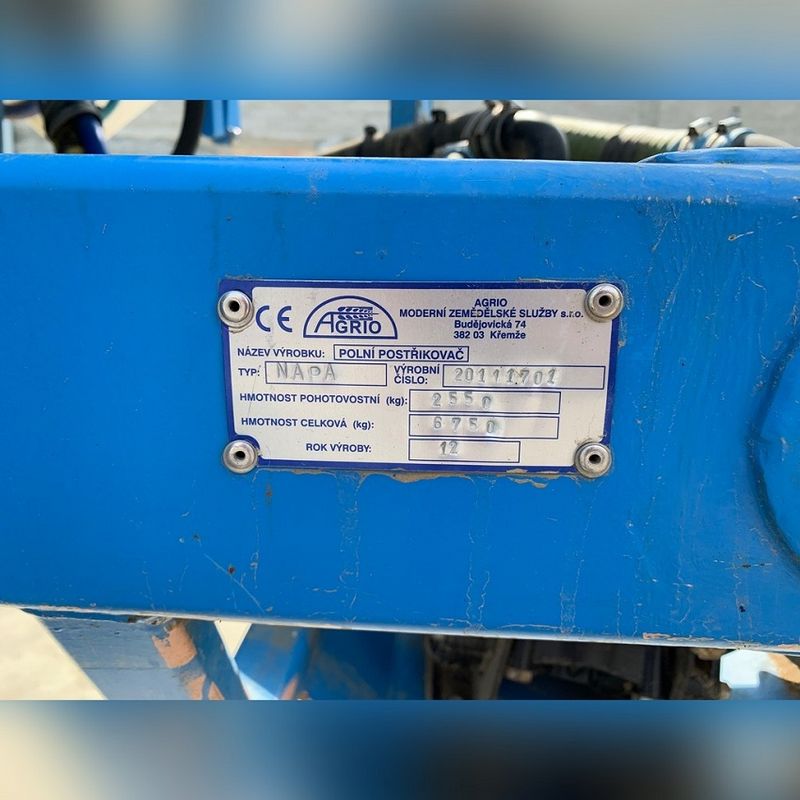 CE AGRIO
AGRIO
MODERNÍ ZEMĚDĚLSKÉ SLUŽBY s.r.o.
Budějovická 74
382 03 Křemže
NÁZEV VÝROBKU: POLNÍ POSTŘIKOVAČ
TYP: NAPA VÝROBNÍ ČÍSLO: 20111701
HMOTNOST POHOTOVOSTNÍ (kg): 2550
HMOTNOST CELKOVÁ (kg): 6750
ROK VÝROBY: 12